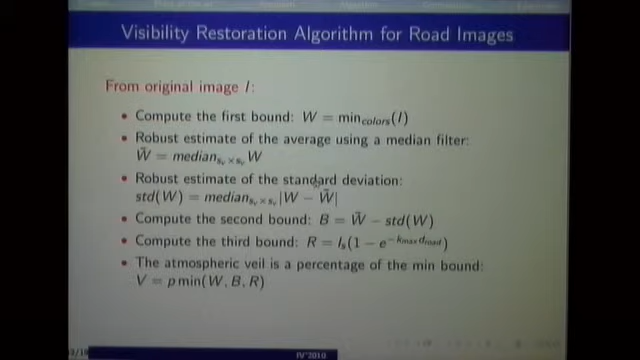 Visibility Restoration Algorithm for Road Images
From original image I:
• Compute the first bound: W = min_colors(I)
• Robust estimate of the average using a median filter:
W̄ = median_{s_v × s_v} W
• Robust estimate of the standard deviation:
std(W) = median_{s_v × s_v} |W − W̄|
• Compute the second bound: B = W̄ − std(W)
• Compute the third bound: R = I_s(1 − e^{−k_max d_road})
• The atmospheric veil is a percentage of the min bound:
V = p min(W, B, R)
IV'2010